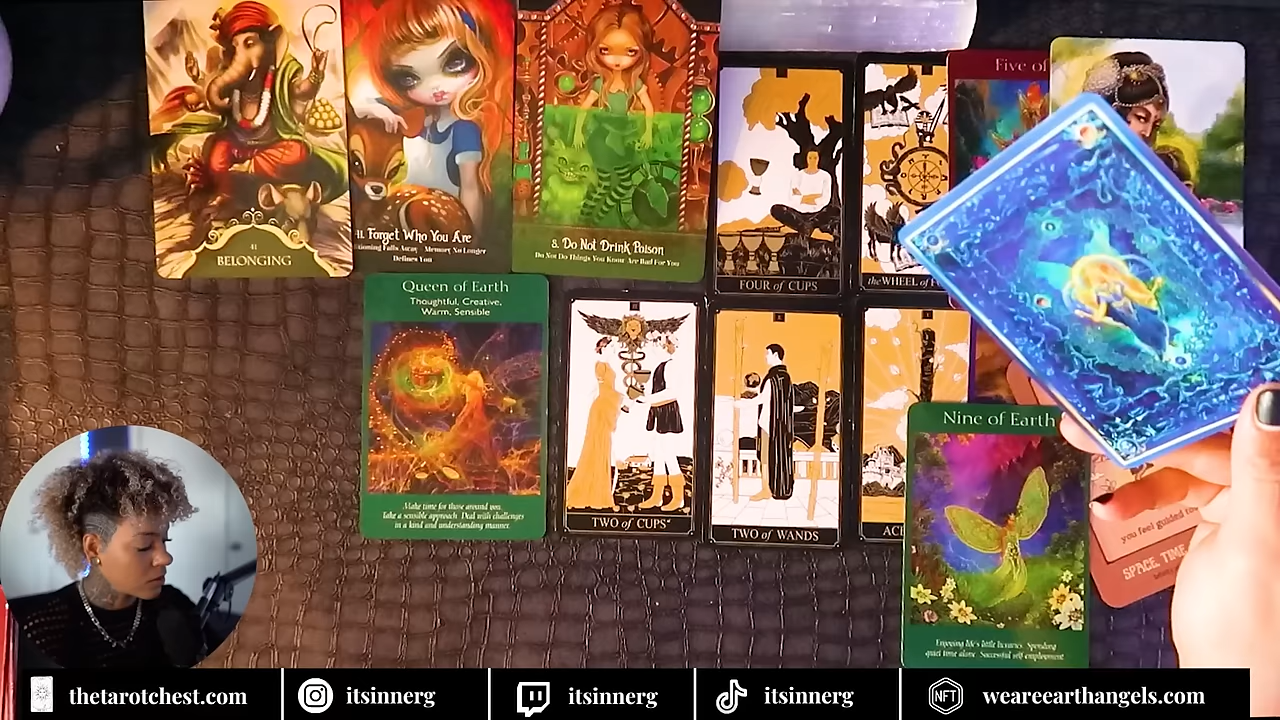 41
BELONGING
11. Forget Who You Are
Memory No Longer
Defines You
8. Do Not Drink Poison
Do Not Do Things You Know Are Bad For You
FOUR of CUPS
the WHEEL of
Five of
Queen of Earth
Thoughtful, Creative,
Warm, Sensible
Make time for those around you.
Take a sensible approach. Deal with challenges
in a kind and understanding manner.
II
TWO of CUPS
TWO of WANDS
Nine of Earth
Enjoying life's little luxuries. Spending
quiet time alone. Successful self employment.
you feel guided
SPACE, TIME,
thetarotchest.com
itsinnerg
itsinnerg
itsinnerg
NFT
weareearthangels.com